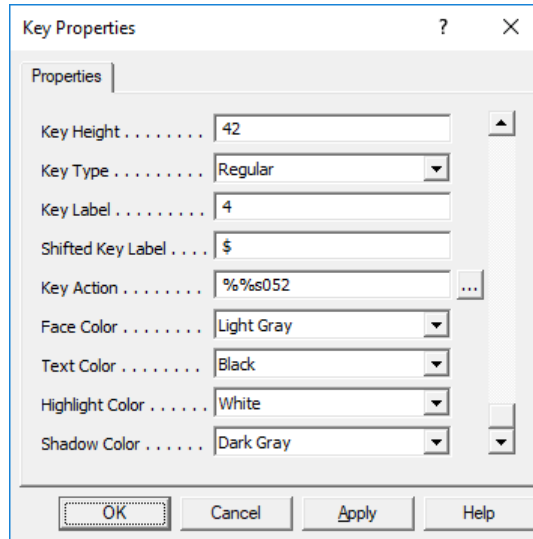 Key Properties ? ×
Properties
Key Height . . . . . . . . 42
Key Type . . . . . . . . . Regular
Key Label . . . . . . . . . 4
Shifted Key Label . . . . $
Key Action . . . . . . . . %%s052 ...
Face Color . . . . . . . . Light Gray
Text Color . . . . . . . . Black
Highlight Color . . . . . . White
Shadow Color . . . . . . Dark Gray
OK Cancel Apply Help